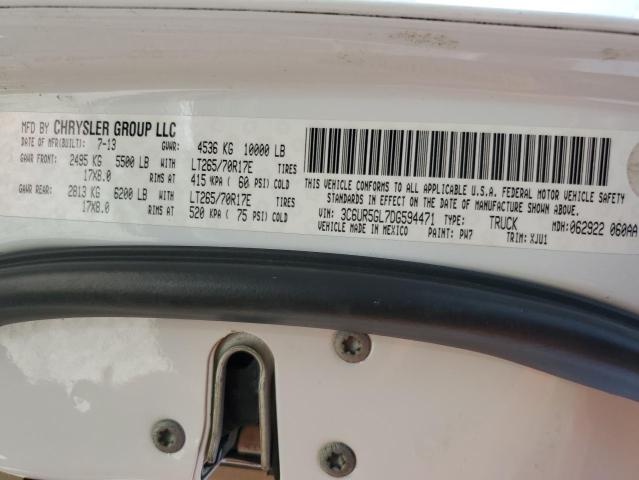 MFD BY CHRYSLER GROUP LLC
DATE OF MFR(BUILT): 7-13 GVWR: 4536 KG 10000 LB
GAWR FRONT: 2495 KG 5500 LB WITH LT265/70R17E TIRES
17X8.0 RIMS AT 415 KPA ( 60 PSI) COLD
GAWR REAR: 2813 KG 6200 LB WITH LT265/70R17E TIRES
17X8.0 RIMS AT 520 KPA ( 75 PSI) COLD
THIS VEHICLE CONFORMS TO ALL APPLICABLE U.S.A. FEDERAL MOTOR VEHICLE SAFETY
STANDARDS IN EFFECT ON THE DATE OF MANUFACTURE SHOWN ABOVE
VIN: 3C6UR5GL7DG594471 TYPE: TRUCK MDH: 062922 060AA
VEHICLE MADE IN MEXICO PAINT: PW7 TRIM: XJU1